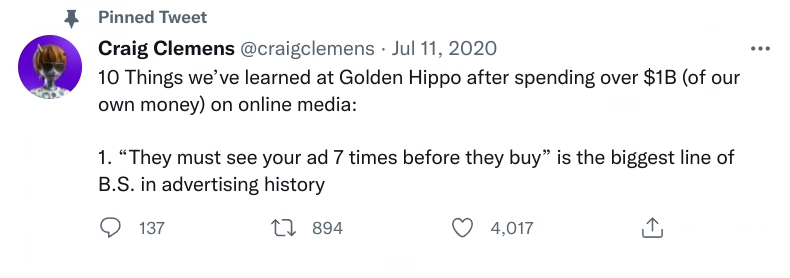 Pinned Tweet
Craig Clemens @craigclemens · Jul 11, 2020
10 Things we’ve learned at Golden Hippo after spending over $1B (of our
own money) on online media:
1. “They must see your ad 7 times before they buy” is the biggest line of
B.S. in advertising history
137 894 4,017